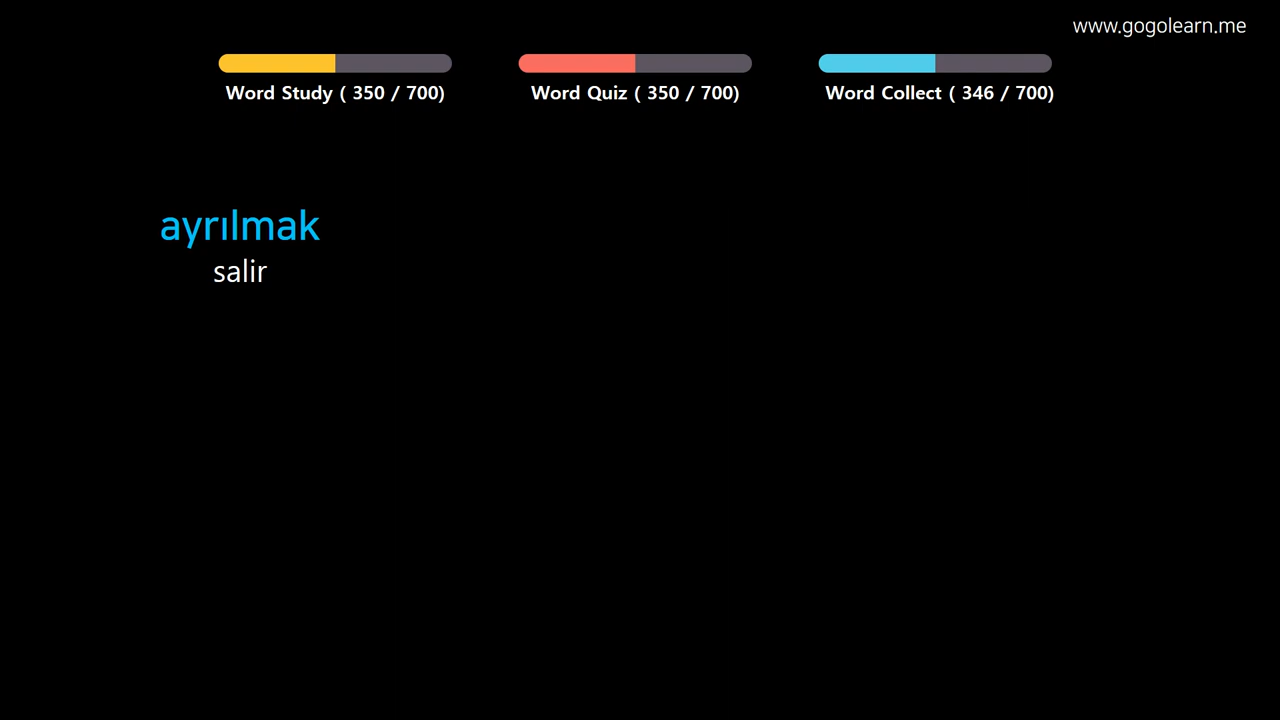 www.gogolearn.me
Word Study ( 350 / 700)
Word Quiz ( 350 / 700)
Word Collect ( 346 / 700)
ayrılmak
salir